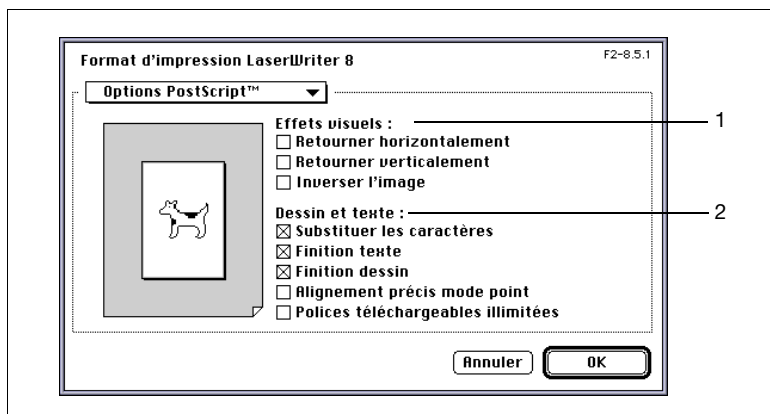 Format d'impression LaserWriter 8
F2-8.5.1
Options PostScript™
Effets visuels :
1
Retourner horizontalement
Retourner verticalement
Inverser l'image
Dessin et texte :
2
Substituer les caractères
Finition texte
Finition dessin
Alignement précis mode point
Polices téléchargeables illimitées
Annuler
OK